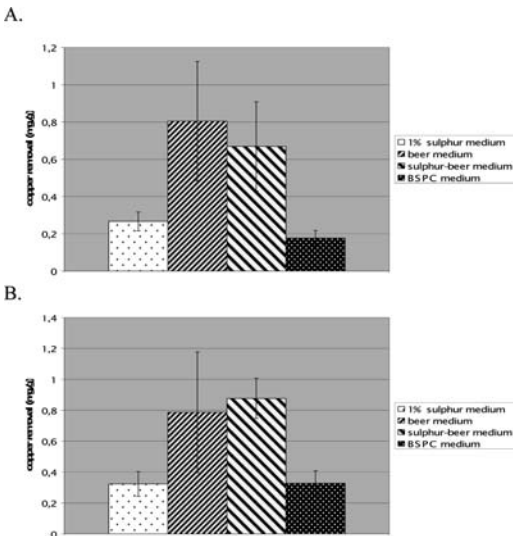 A.
1,2
1
0,8
0,6
0,4
0,2
0
copper removal (mg/l)
1% sulphur medium
beer medium
sulphur-beer medium
BSPC medium
B.
1,4
1,2
1
0,8
0,6
0,4
0,2
0
copper removal (mg/l)
1% sulphur medium
beer medium
sulphur-beer medium
BSPC medium